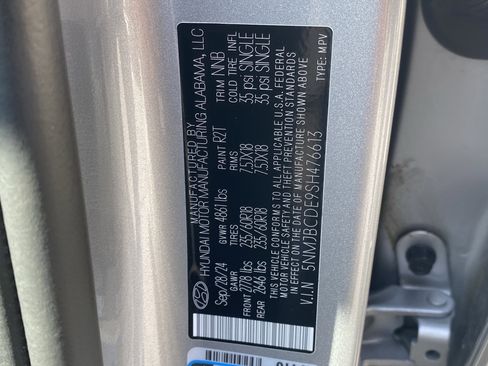 MANUFACTURED BY
HYUNDAI MOTOR MANUFACTURING ALABAMA, LLC
Sep/28/24 GVWR 4861 lbs PAINT R2T TRIM NNB
GAWR RIMS COLD TIRE INFL
FRONT 2778 lbs 235/60R18 7.5JX18 35 psi SINGLE
REAR 2646 lbs 235/60R18 7.5JX18 35 psi SINGLE
THIS VEHICLE CONFORMS TO ALL APPLICABLE U.S.A. FEDERAL
MOTOR VEHICLE SAFETY, BUMPER, AND THEFT PREVENTION STANDARDS
IN EFFECT ON THE DATE OF MANUFACTURE SHOWN ABOVE
V.I.N 5NMJBCDE9SH476613 TYPE: MPV